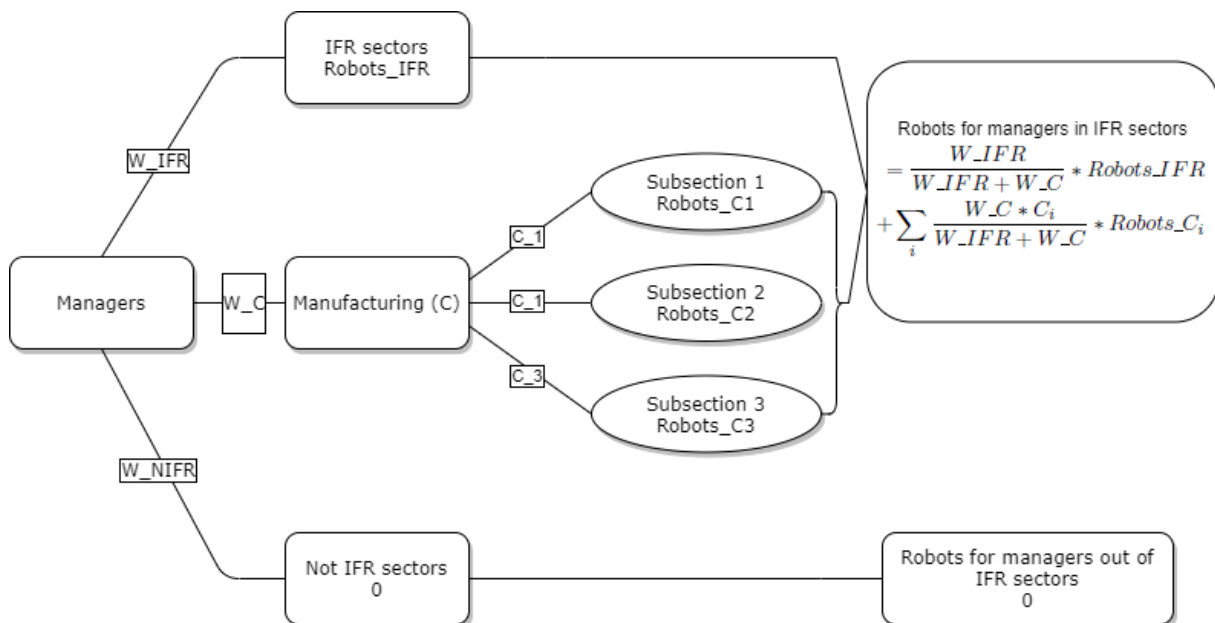 IFR sectors
Robots_IFR
W_IFR
Robots for managers in IFR sectors
= W_IFR / (W_IFR + W_C) * Robots_IFR
+ ∑_i W_C * C_i / (W_IFR + W_C) * Robots_C_i
Subsection 1
Robots_C1
C_1
Managers
W_C
Manufacturing (C)
C_1
Subsection 2
Robots_C2
C_3
Subsection 3
Robots_C3
W_NIFR
Not IFR sectors
0
Robots for managers out of
IFR sectors
0